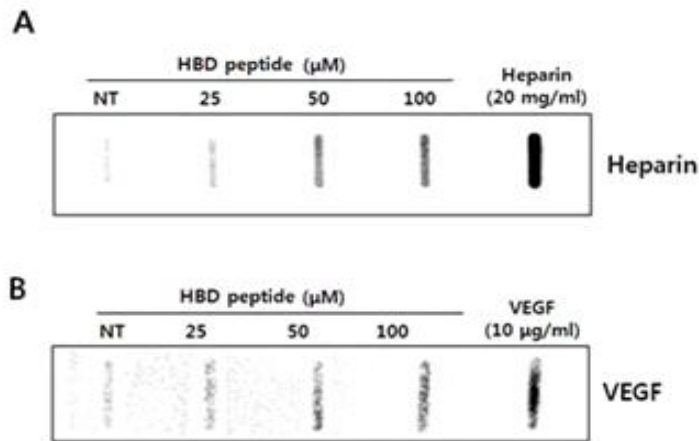 A
HBD peptide (μM)
Heparin
(20 mg/ml)
NT 25 50 100
Heparin
B
HBD peptide (μM)
VEGF
(10 μg/ml)
NT 25 50 100
VEGF